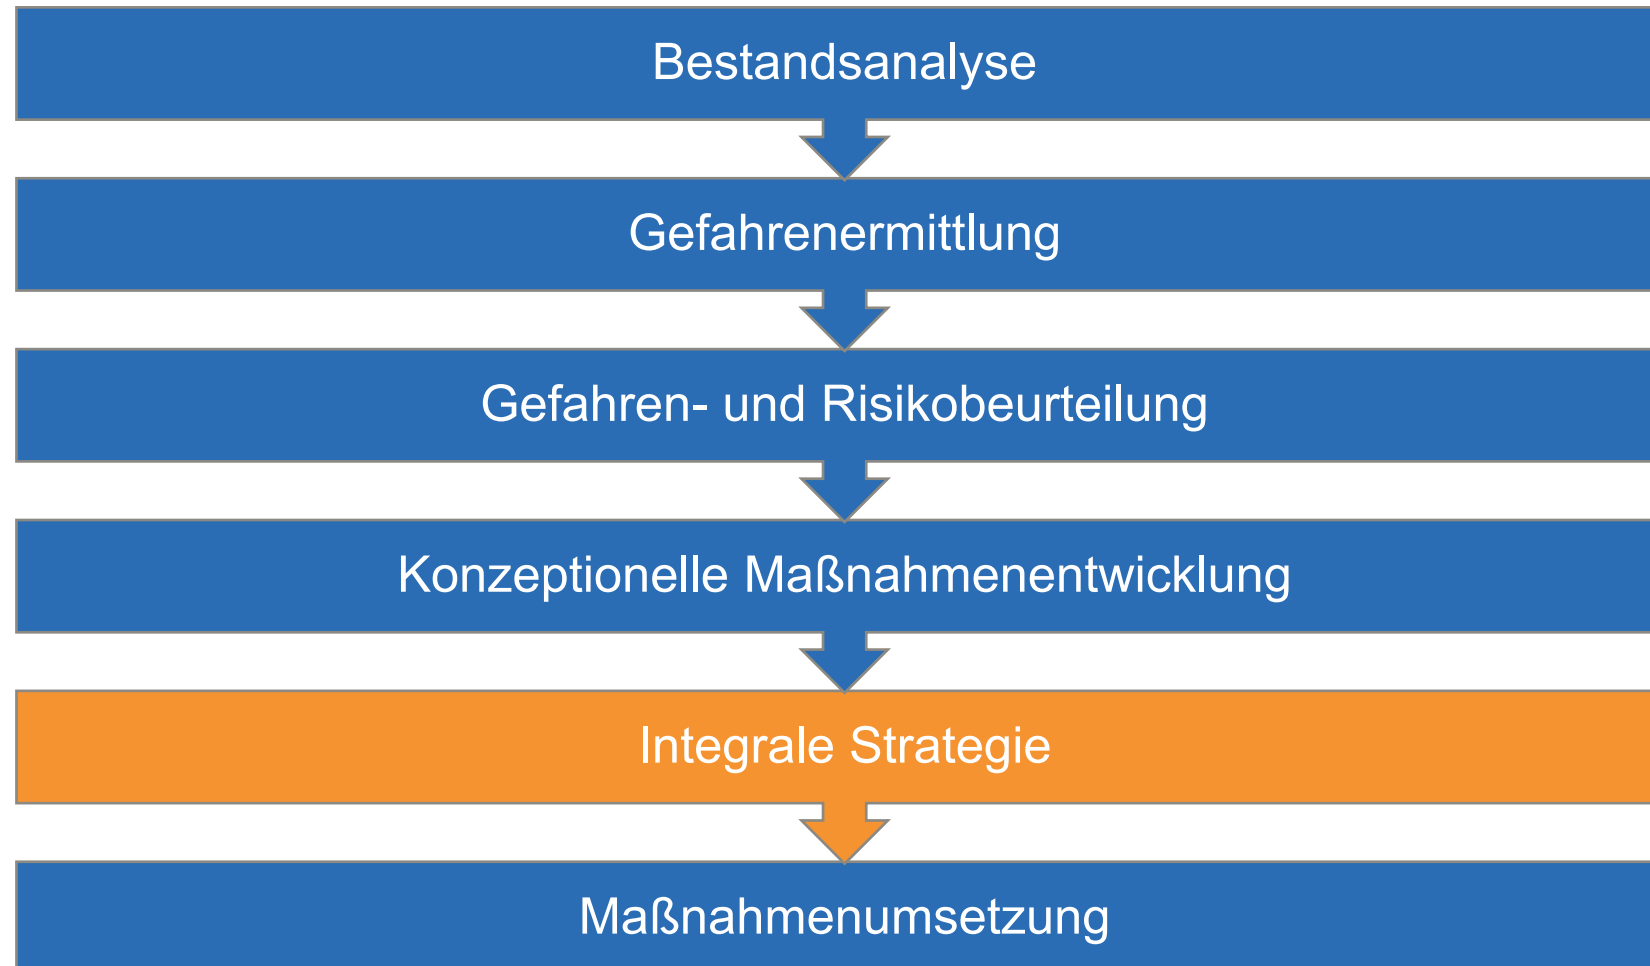 Bestandsanalyse
Gefahrenermittlung
Gefahren- und Risikobeurteilung
Konzeptionelle Maßnahmenentwicklung
Integrale Strategie
Maßnahmenumsetzung